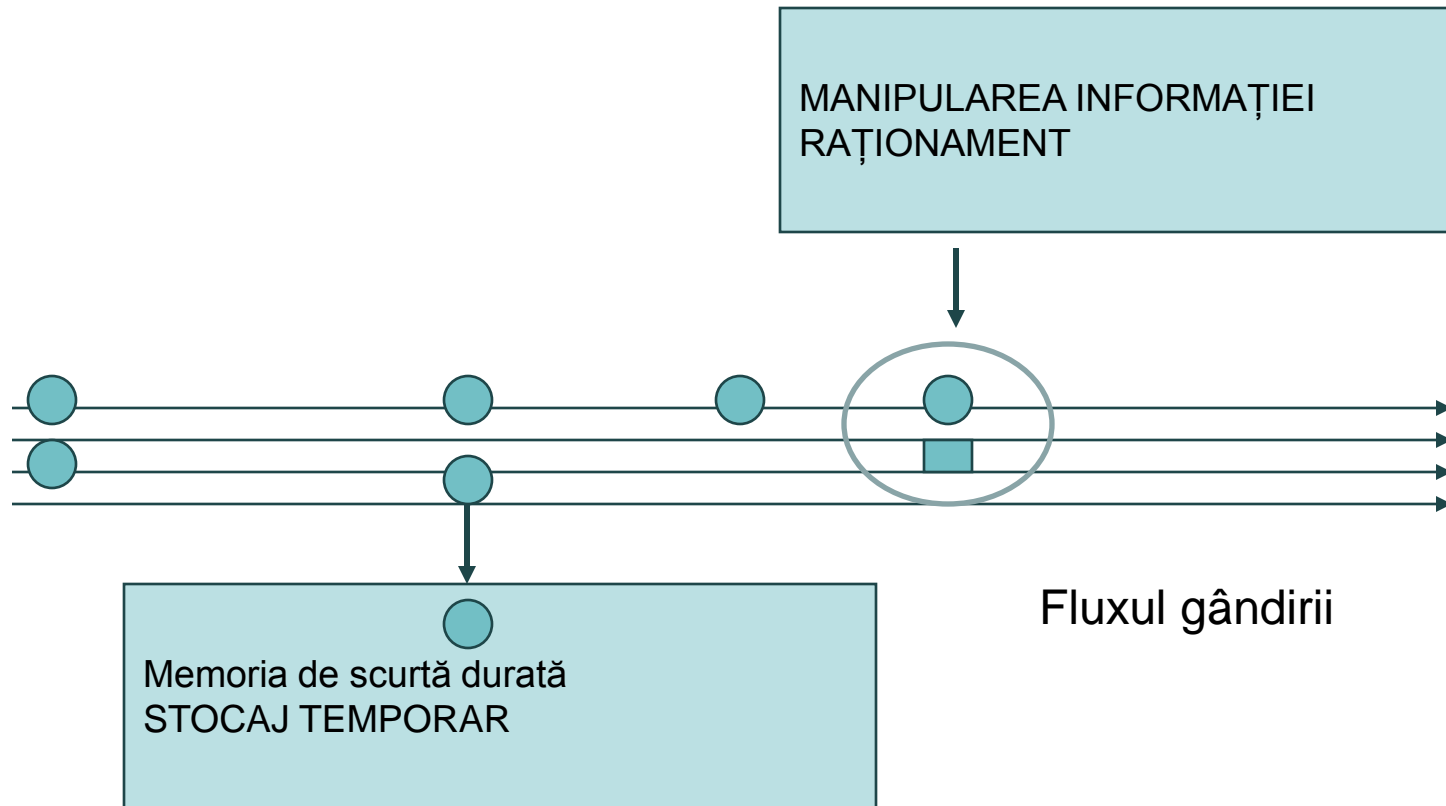 MANIPULAREA INFORMAȚIEI
RAȚIONAMENT
Fluxul gândirii
Memoria de scurtă durată
STOCAJ TEMPORAR